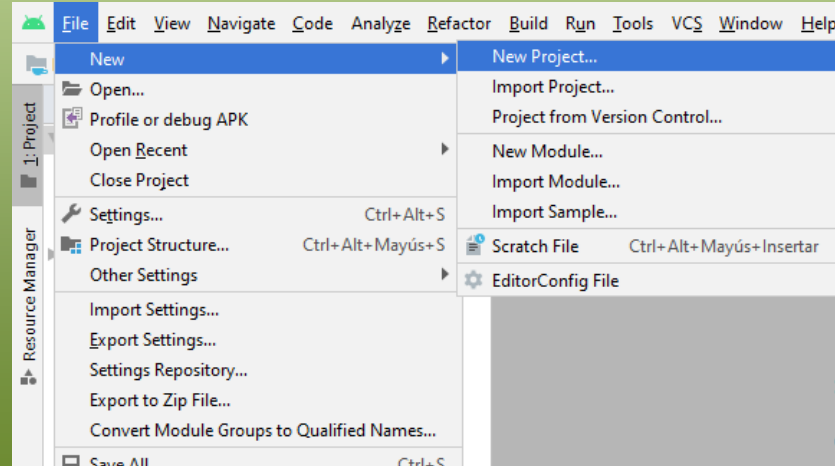 File Edit View Navigate Code Analyze Refactor Build Run Tools VCS Window Help
New
Open...
Profile or debug APK
Open Recent
Close Project
Settings... Ctrl+Alt+S
Project Structure... Ctrl+Alt+Mayús+S
Other Settings
Import Settings...
Export Settings...
Settings Repository...
Export to Zip File...
Convert Module Groups to Qualified Names...
Save All Ctrl+S
New Project...
Import Project...
Project from Version Control...
New Module...
Import Module...
Import Sample...
Scratch File Ctrl+Alt+Mayús+Insertar
EditorConfig File
1: Project
Resource Manager